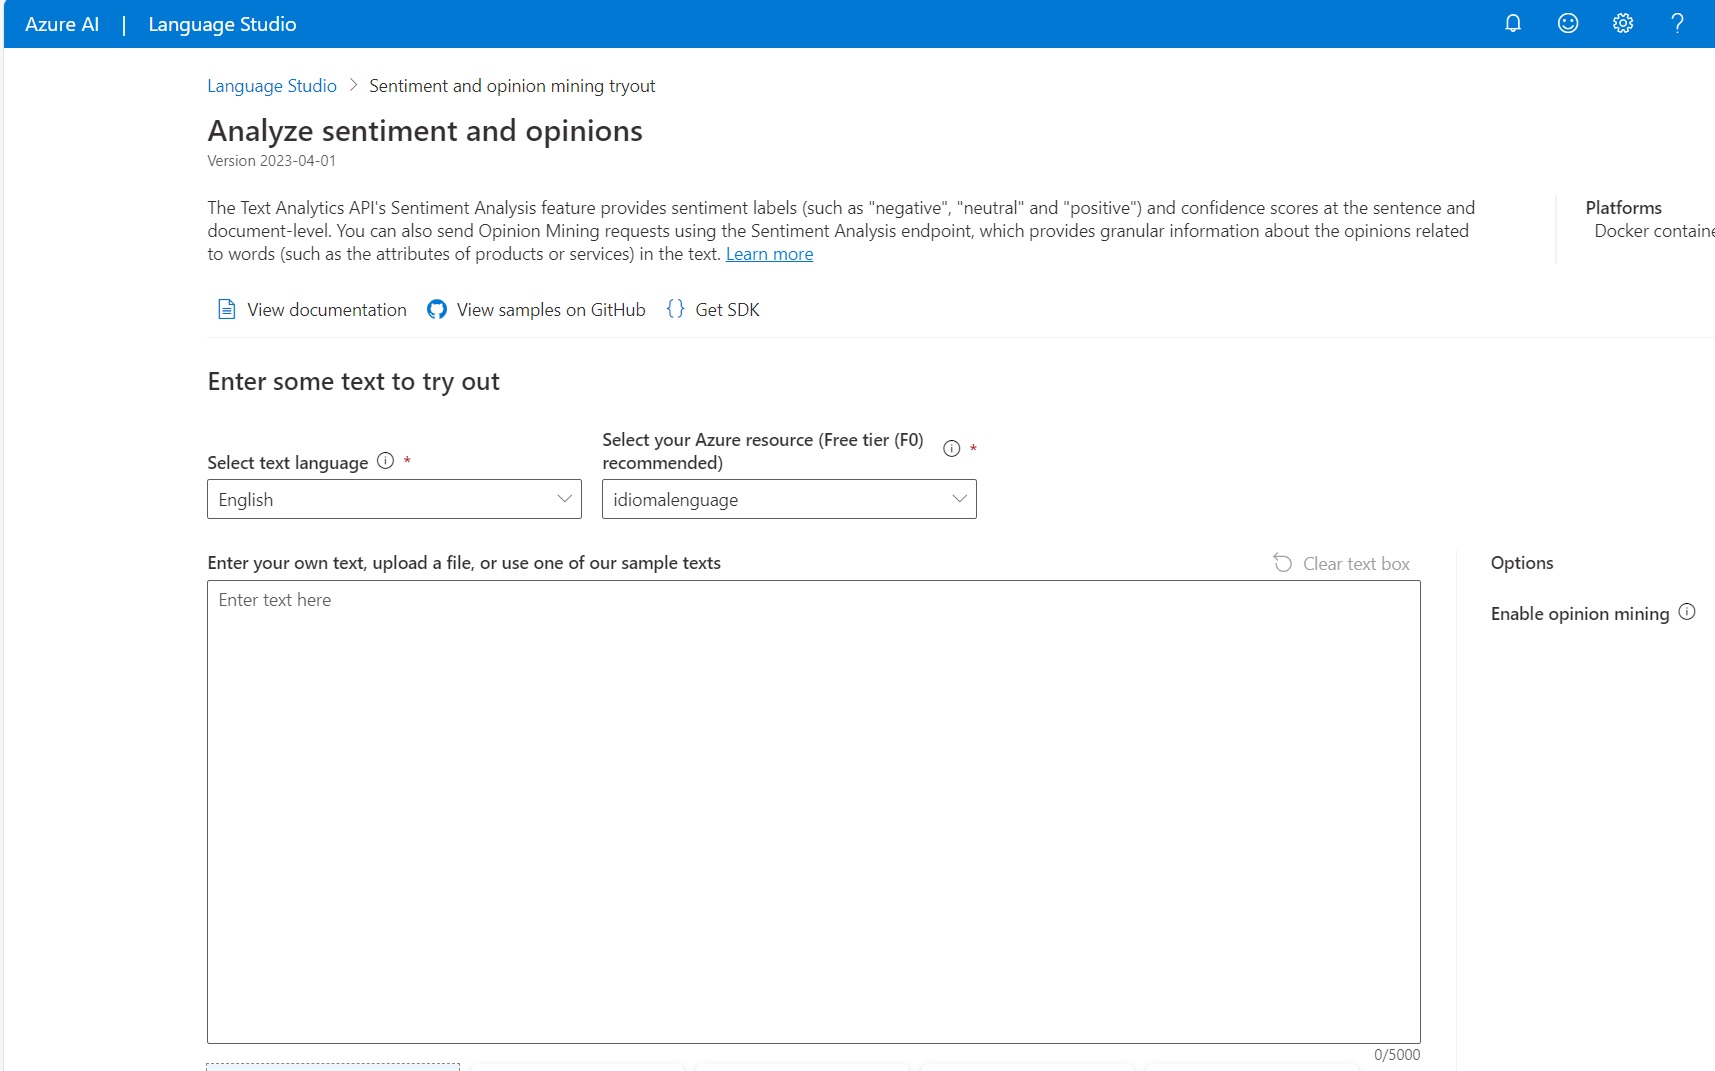 Azure AI | Language Studio
Language Studio > Sentiment and opinion mining tryout
Analyze sentiment and opinions
Version 2023-04-01
The Text Analytics API's Sentiment Analysis feature provides sentiment labels (such as "negative", "neutral" and "positive") and confidence scores at the sentence and
document-level. You can also send Opinion Mining requests using the Sentiment Analysis endpoint, which provides granular information about the opinions related
to words (such as the attributes of products or services) in the text. Learn more
Platforms
Docker containe
View documentation View samples on GitHub {} Get SDK
Enter some text to try out
Select text language *
English
Select your Azure resource (Free tier (F0)
recommended) *
idiomalenguage
Enter your own text, upload a file, or use one of our sample texts
Clear text box
Enter text here
0/5000
Options
Enable opinion mining